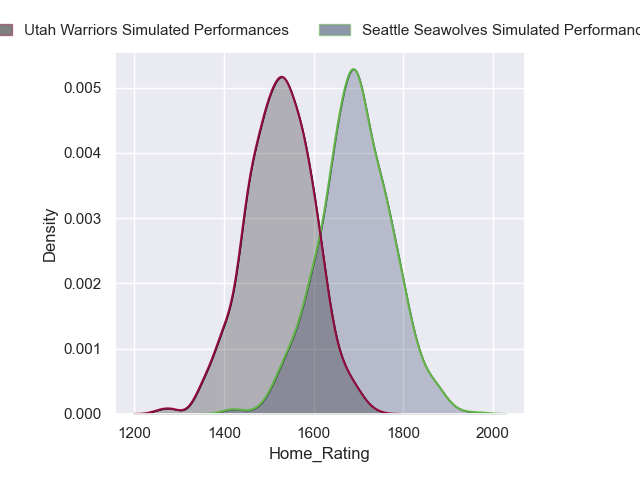 Utah Warriors Simulated Performances
Seattle Seawolves Simulated
0.005
0.004
0.003
0.002
0.001
0.000
Density
1200 1400 1600 1800 2000
Home_Rating